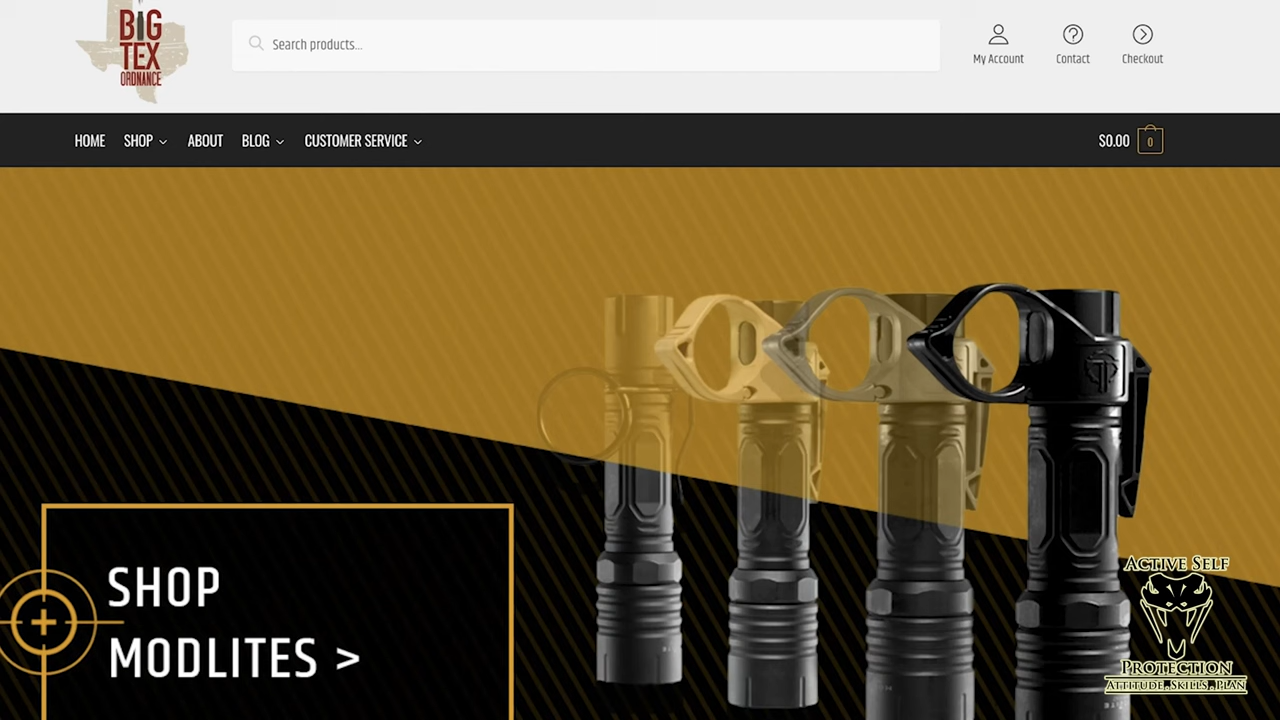 BIG
TEX
ORDNANCE
Search products...
My Account
Contact
Checkout
HOME
SHOP
ABOUT
BLOG
CUSTOMER SERVICE
$0.00
0
SHOP
MODLITES >
ACTIVE SELF
PROTECTION
ATTITUDE. SKILLS. PLAN